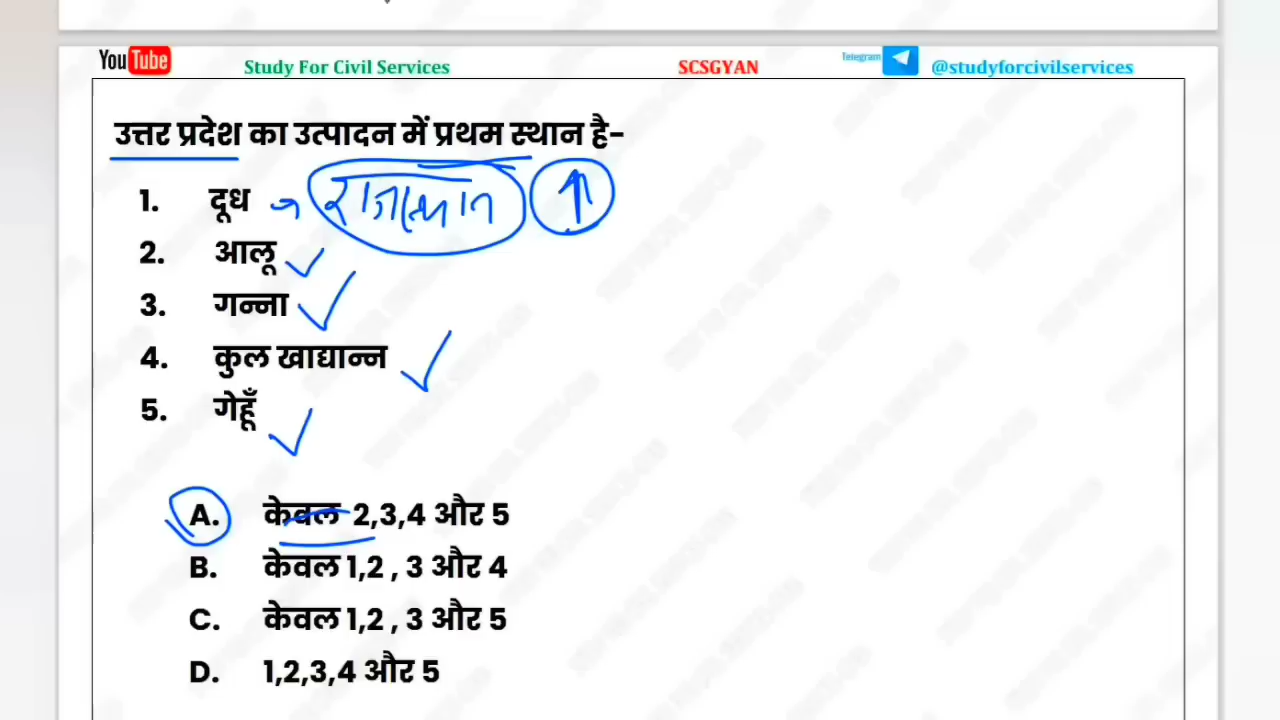 YouTube Study For Civil Services SCSGYAN Telegram @studyforcivilservices
उत्तर प्रदेश का उत्पादन में प्रथम स्थान है-
1. दूध राजस्थान
2. आलू
3. गन्ना
4. कुल खाद्यान्न
5. गेहूँ
A. केवल 2,3,4 और 5
B. केवल 1,2 , 3 और 4
C. केवल 1,2 , 3 और 5
D. 1,2,3,4 और 5